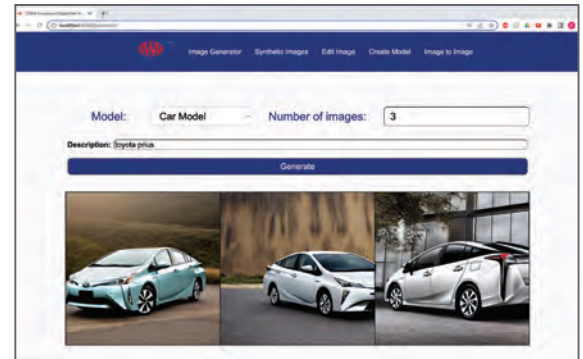 localhost
AAA
Image Generator Synthetic Images Edit Image Create Model Image to Image
Model: Car Model Number of images: 3
Description: toyota prius
Generate